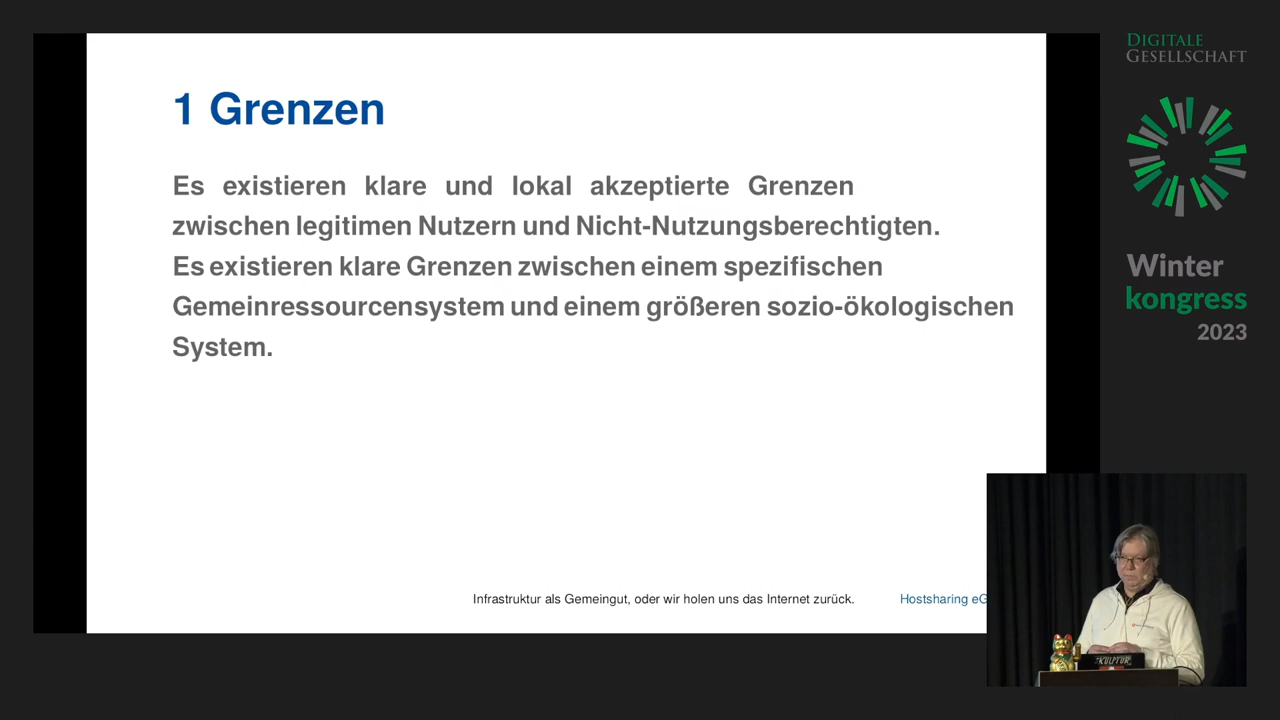 1 Grenzen
Es existieren klare und lokal akzeptierte Grenzen
zwischen legitimen Nutzern und Nicht-Nutzungsberechtigten.
Es existieren klare Grenzen zwischen einem spezifischen
Gemeinressourcensystem und einem größeren sozio-ökologischen
System.
Infrastruktur als Gemeingut, oder wir holen uns das Internet zurück.
Hostsharing eG
DIGITALE
GESELLSCHAFT
Winter
kongress
2023